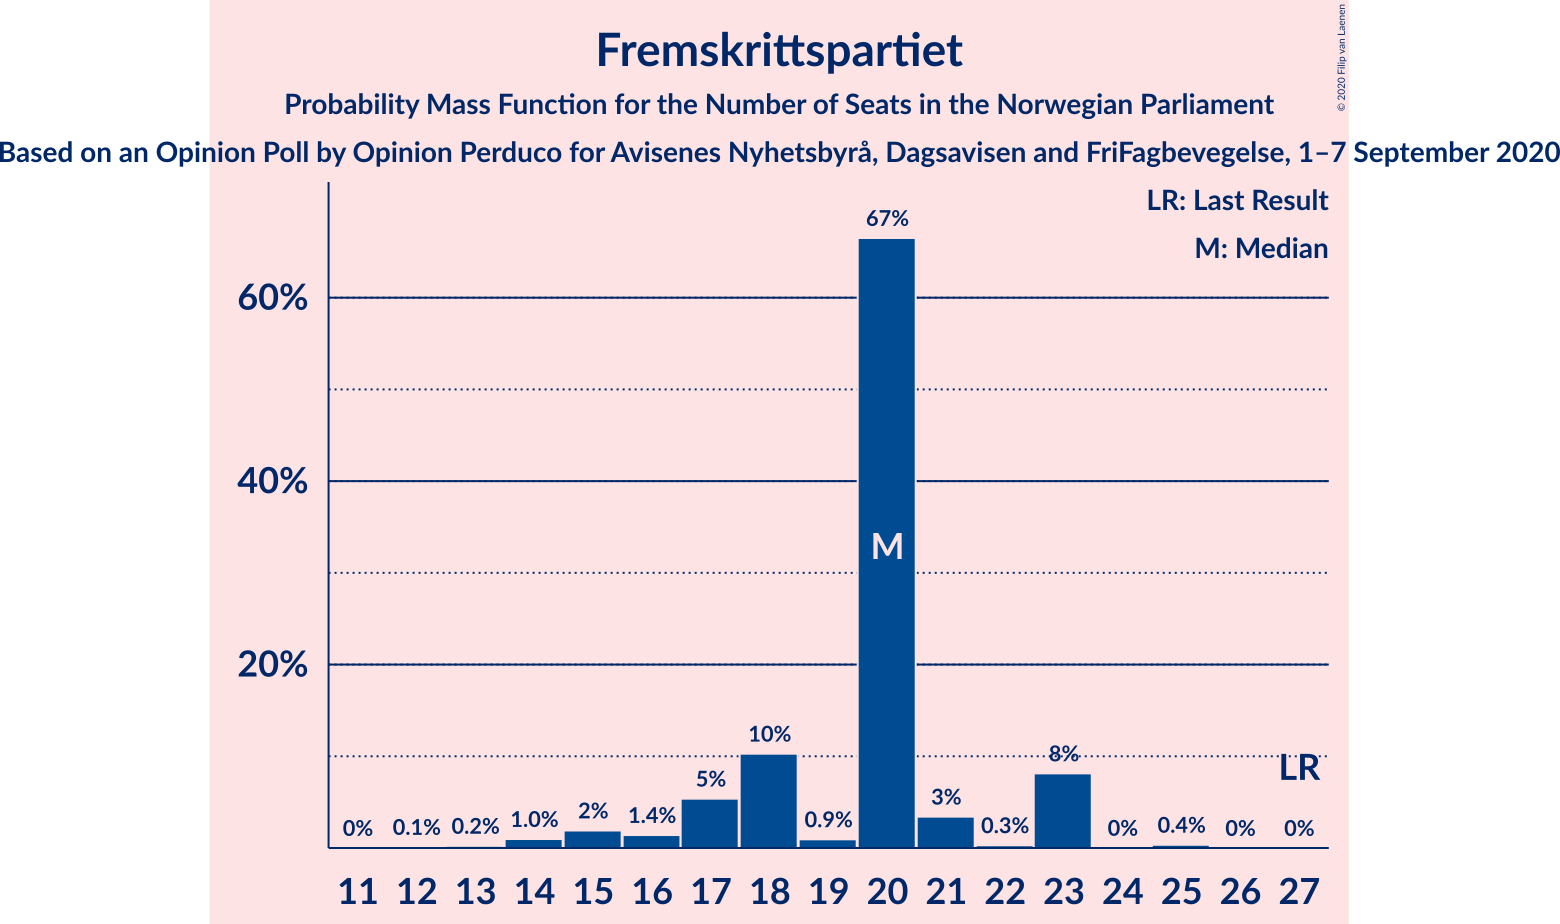 Fremskrittspartiet
Probability Mass Function for the Number of Seats in the Norwegian Parliament
Based on an Opinion Poll by Opinion Perduco for Avisenes Nyhetsbyrå, Dagsavisen and FriFagbevegelse, 1–7 September 2020
© 2020 Filip van Laenen
LR: Last Result
M: Median
60%
40%
20%
0%
0.1%
0.2%
1.0%
2%
1.4%
5%
10%
0.9%
67%
M
3%
0.3%
8%
0%
0.4%
0%
0%
LR
11 12 13 14 15 16 17 18 19 20 21 22 23 24 25 26 27